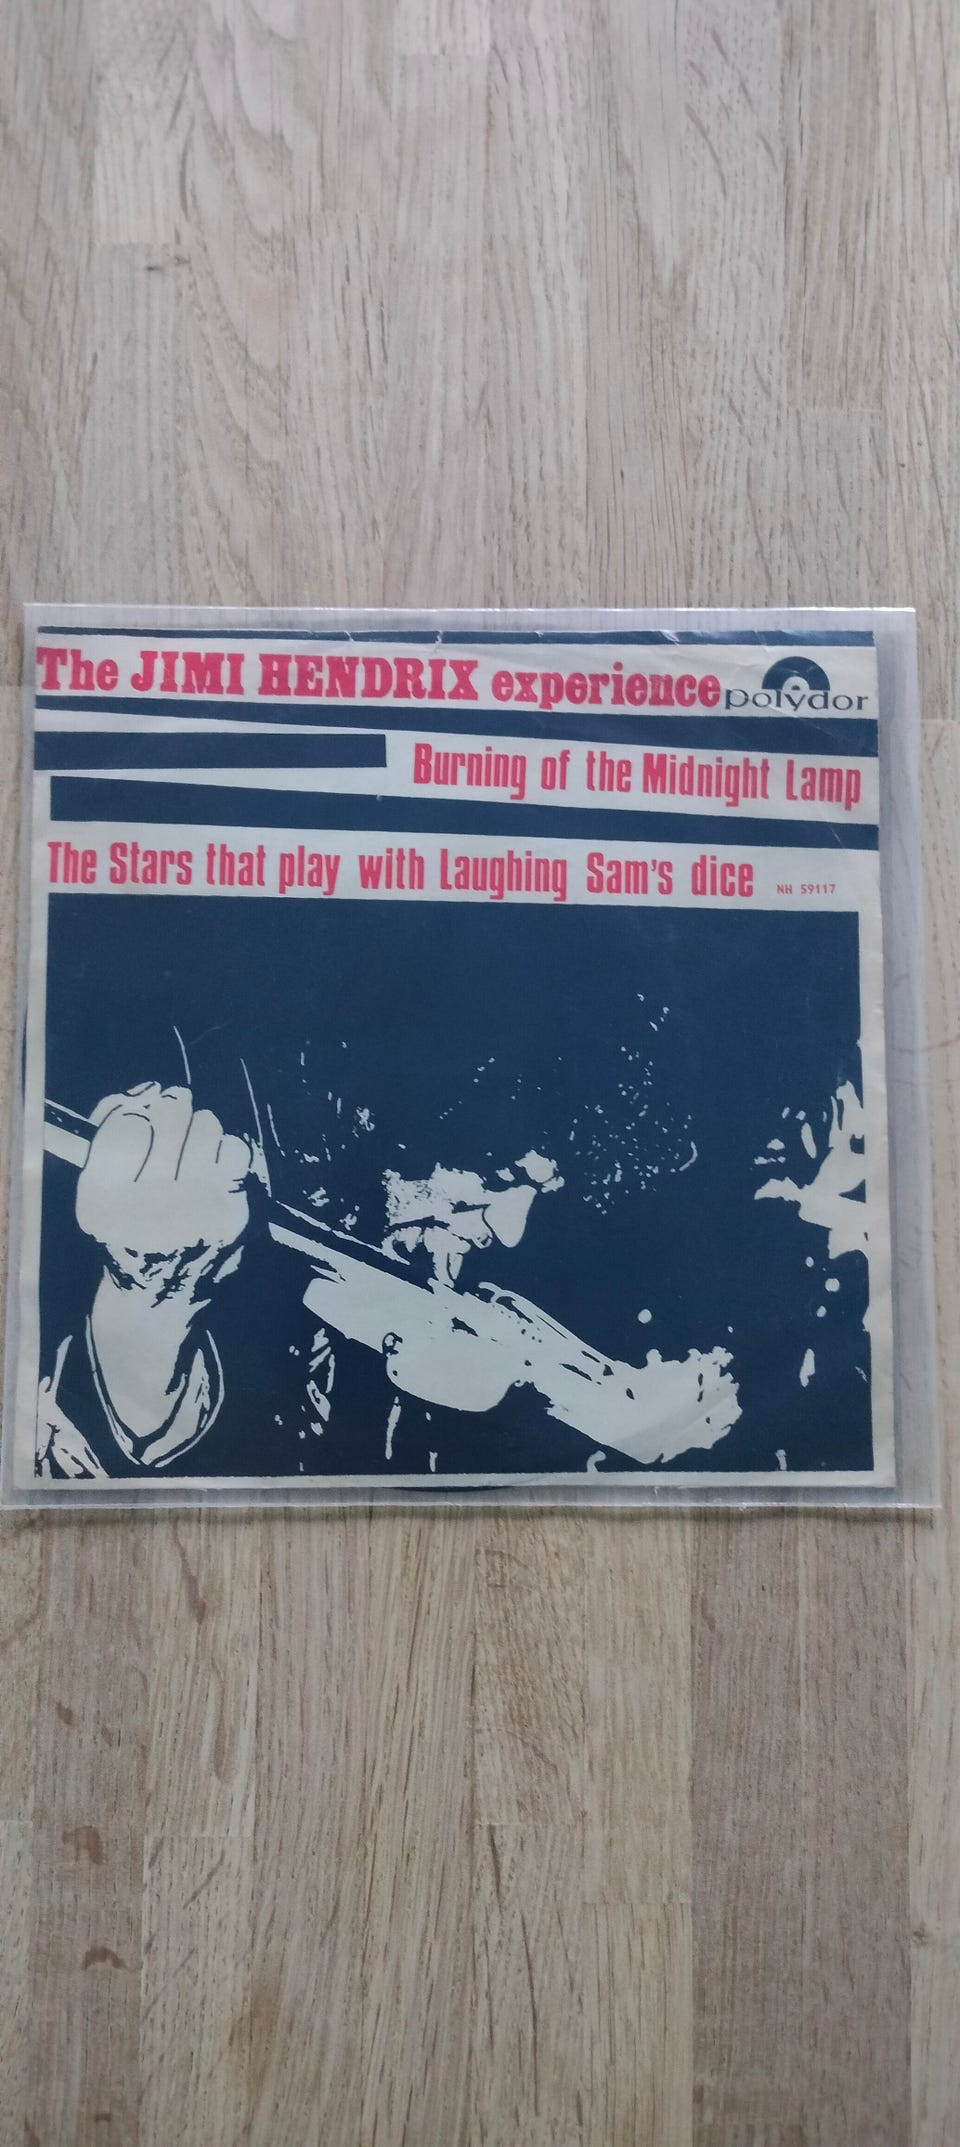 The JIMI HENDRIX experience polydor
Burning of the Midnight Lamp
The Stars that play with Laughing Sam's dice NH 59117